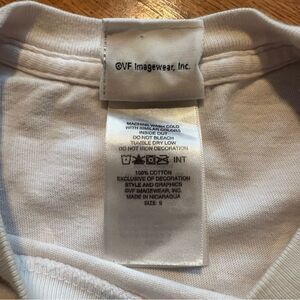 ©VF Imagewear, Inc.
MACHINE WASH COLD
WITH SIMILAR COLORS
INSIDE OUT
DO NOT BLEACH
TUMBLE DRY LOW
DO NOT IRON DECORATION
INT
100% COTTON
EXCLUSIVE OF DECORATION
STYLE AND GRAPHICS
©VF IMAGEWEAR, INC.
MADE IN NICARAGUA
SIZE: S